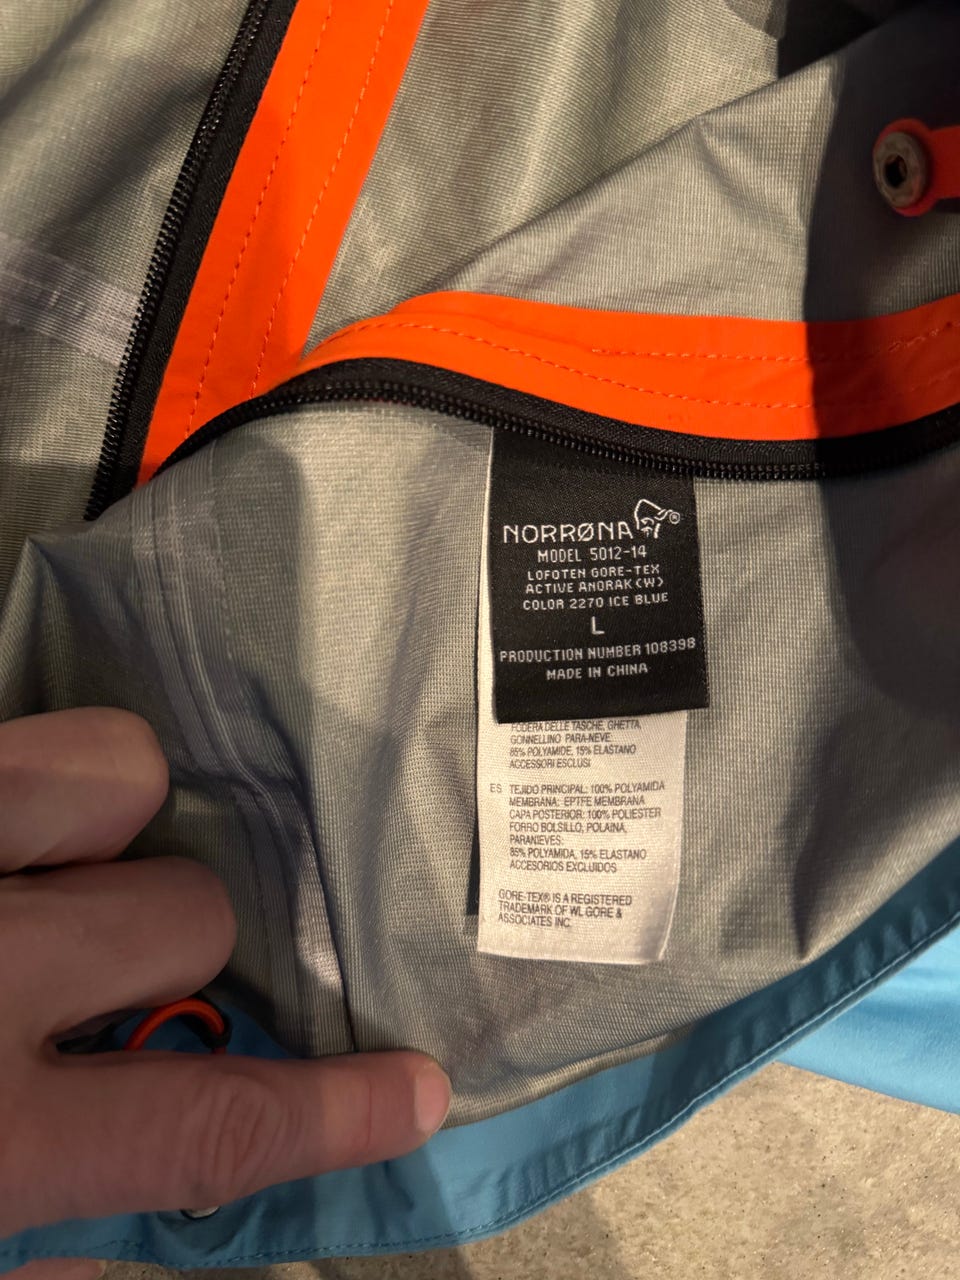 NORRØNA®
MODEL 5012-14
LOFOTEN GORE-TEX
ACTIVE ANORAK (W)
COLOR 2270 ICE BLUE
L
PRODUCTION NUMBER 108398
MADE IN CHINA
FODERA DELLE TASCHE, GHETTA,
GONNELLINO PARA-NEVE:
85% POLYAMIDE, 15% ELASTANO
ACCESSORI ESCLUSI
ES TEJIDO PRINCIPAL: 100% POLYAMIDA
MEMBRANA: EPTFE MEMBRANA
CAPA POSTERIOR: 100% POLIESTER
FORRO BOLSILLO, POLAINA,
PARANIEVES:
85% POLYAMIDA, 15% ELASTANO
ACCESORIOS EXCLUIDOS
GORE-TEX® IS A REGISTERED
TRADEMARK OF WL GORE &
ASSOCIATES INC.